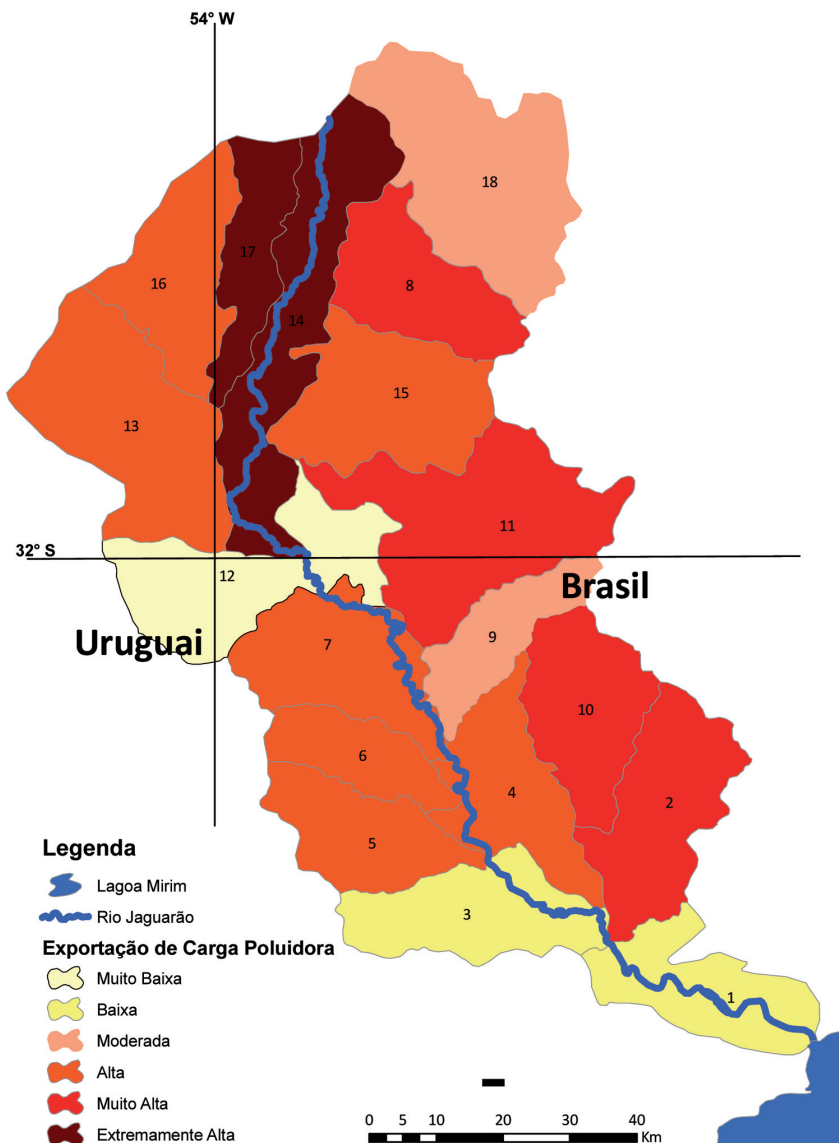 54° W
18
17
16
8
14
15
13
11
32° S
12
Brasil
Uruguai
7
9
10
6
4
2
5
3
1
Legenda
Lagoa Mirim
Rio Jaguarão
Exportação de Carga Poluidora
Muito Baixa
Baixa
Moderada
Alta
Muito Alta
Extremamente Alta
0 5 10 20 30 40
Km